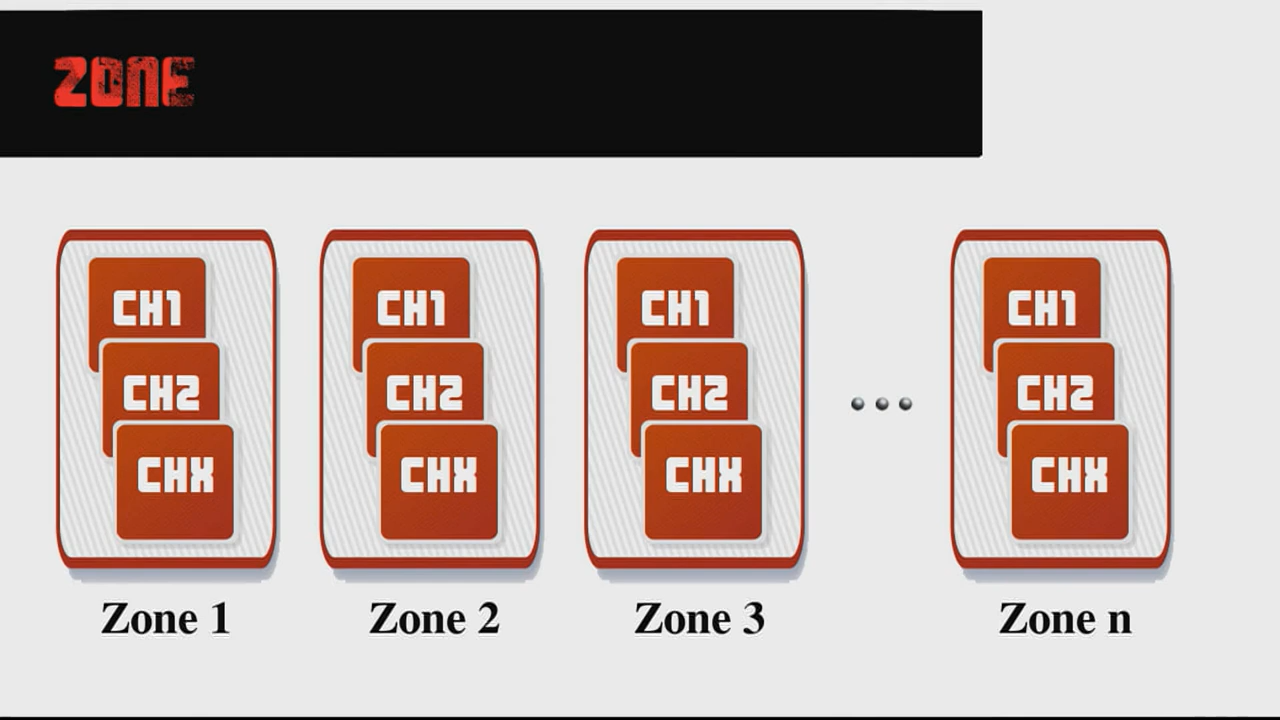 ZONE
CH1
CH2
CHX
Zone 1
CH1
CH2
CHX
Zone 2
CH1
CH2
CHX
Zone 3
...
CH1
CH2
CHX
Zone n